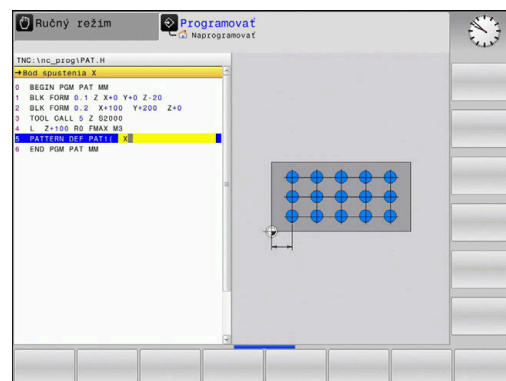 Ručný režim
Programovať
Naprogramovať
TNC:\nc_prog\PAT.H
→Bod spustenia X
0 BEGIN PGM PAT MM
1 BLK FORM 0.1 Z X+0 Y+0 Z-20
2 BLK FORM 0.2 X+100 Y+200 Z+0
3 TOOL CALL 5 Z S2000
4 L Z+100 R0 FMAX M3
5 PATTERN DEF PAT1( X
6 END PGM PAT MM